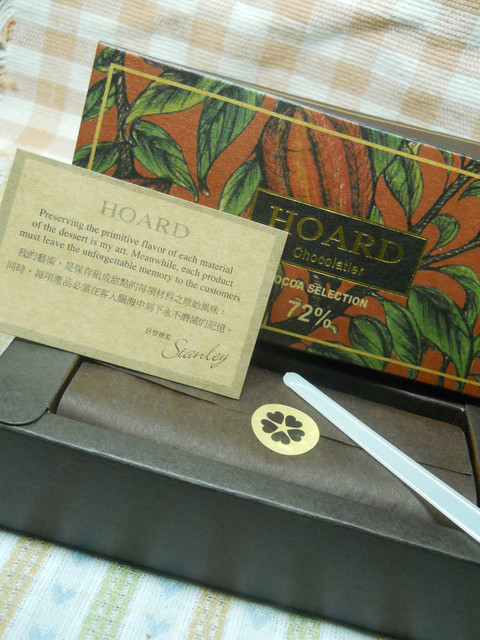 HOARD
Preserving the primitive flavor of each material
of the dessert is my art. Meanwhile, each product
must leave the unforgettable memory to the customers
我的藝術，是保存組成甜點的每項材料之原始風味；
同時，每項產品必須在客人腦海中刻下永不磨滅的記憶。
Stanley
HOARD
Chocolatier
COCOA SELECTION
72%